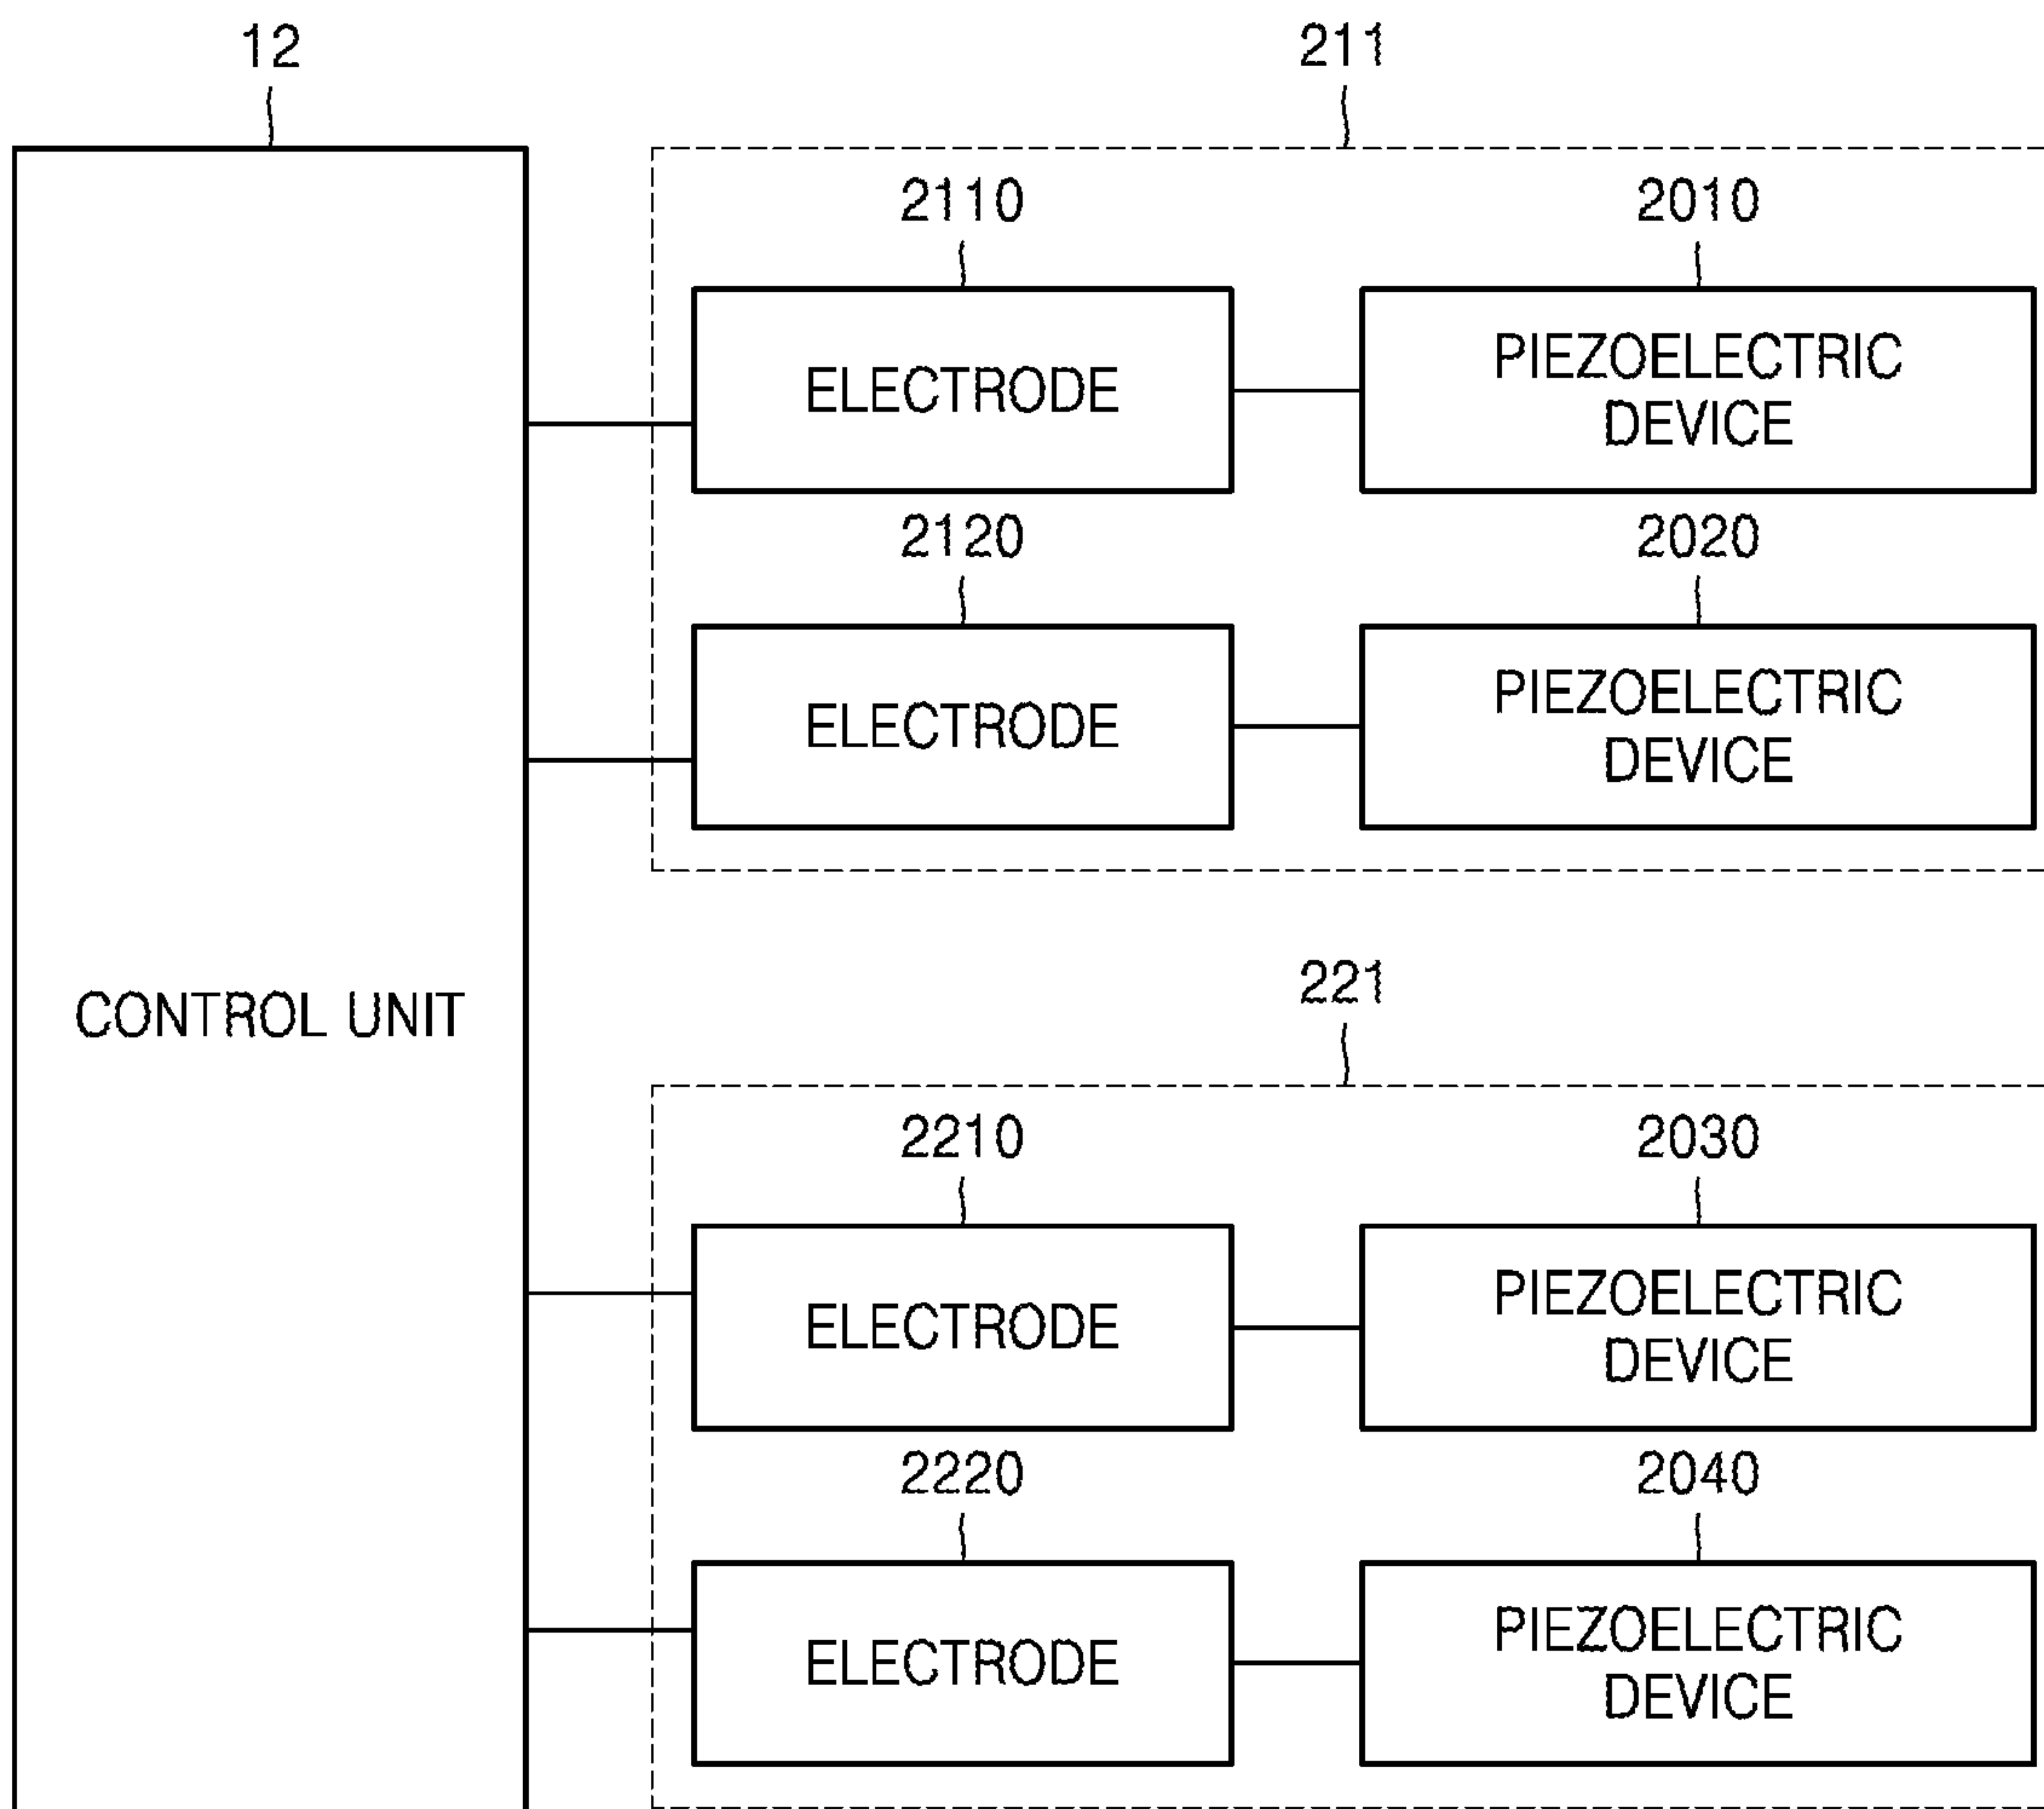 12
211
2110
2010
ELECTRODE
PIEZOELECTRIC
DEVICE
2120
2020
ELECTRODE
PIEZOELECTRIC
DEVICE
CONTROL UNIT
221
2210
2030
ELECTRODE
PIEZOELECTRIC
DEVICE
2220
2040
ELECTRODE
PIEZOELECTRIC
DEVICE